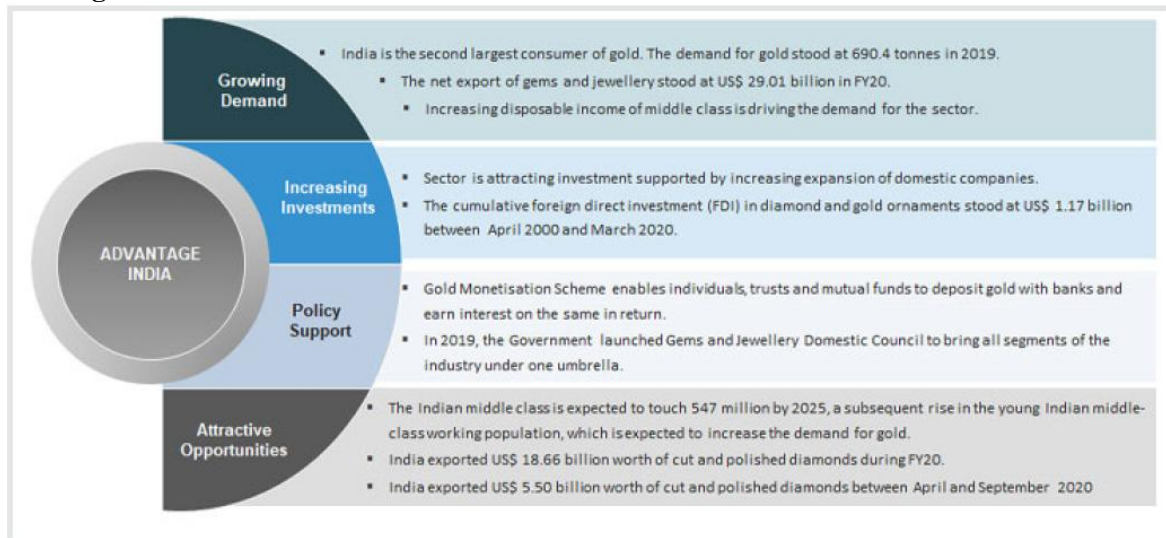 ADVANTAGE
INDIA
Growing
Demand
▪ India is the second largest consumer of gold. The demand for gold stood at 690.4 tonnes in 2019.
▪ The net export of gems and jewellery stood at US$ 29.01 billion in FY20.
▪ Increasing disposable income of middle class is driving the demand for the sector.
Increasing
Investments
▪ Sector is attracting investment supported by increasing expansion of domestic companies.
▪ The cumulative foreign direct investment (FDI) in diamond and gold ornaments stood at US$ 1.17 billion
between April 2000 and March 2020.
Policy
Support
▪ Gold Monetisation Scheme enables individuals, trusts and mutual funds to deposit gold with banks and
earn interest on the same in return.
▪ In 2019, the Government launched Gems and Jewellery Domestic Council to bring all segments of the
industry under one umbrella.
Attractive
Opportunities
▪ The Indian middle class is expected to touch 547 million by 2025, a subsequent rise in the young Indian middle-
class working population, which is expected to increase the demand for gold.
▪ India exported US$ 18.66 billion worth of cut and polished diamonds during FY20.
▪ India exported US$ 5.50 billion worth of cut and polished diamonds between April and September 2020